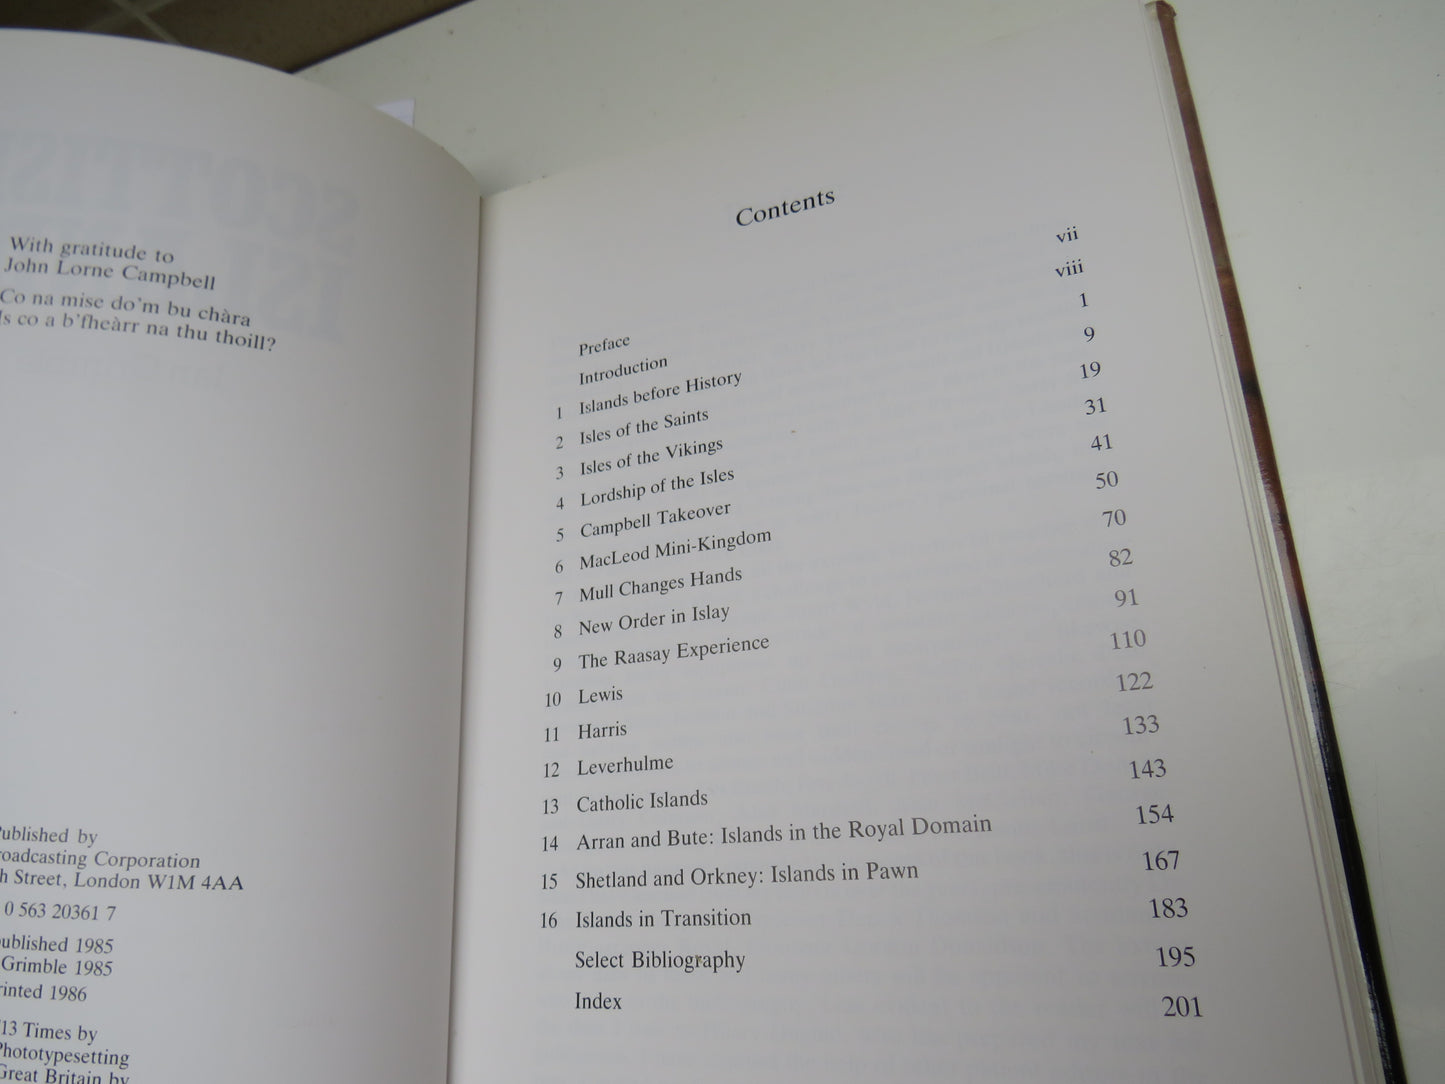 With gratitude to
John Lorne Campbell
Co na mise do'm bu chàra
Is co a b'fheàrr na thu thoill?
Published by
roadcasting Corporation
h Street, London W1M 4AA
0 563 20361 7
ublished 1985
Grimble 1985
rinted 1986
13 Times by
Phototypesetting
Great Britain by
Contents
Preface vii
Introduction viii
1 Islands before History 1
2 Isles of the Saints 9
3 Isles of the Vikings 19
4 Lordship of the Isles 31
5 Campbell Takeover 41
6 MacLeod Mini-Kingdom 50
7 Mull Changes Hands 70
8 New Order in Islay 82
9 The Raasay Experience 91
10 Lewis 110
11 Harris 122
12 Leverhulme 133
13 Catholic Islands 143
14 Arran and Bute: Islands in the Royal Domain 154
15 Shetland and Orkney: Islands in Pawn 167
16 Islands in Transition 183
Select Bibliography 195
Index 201